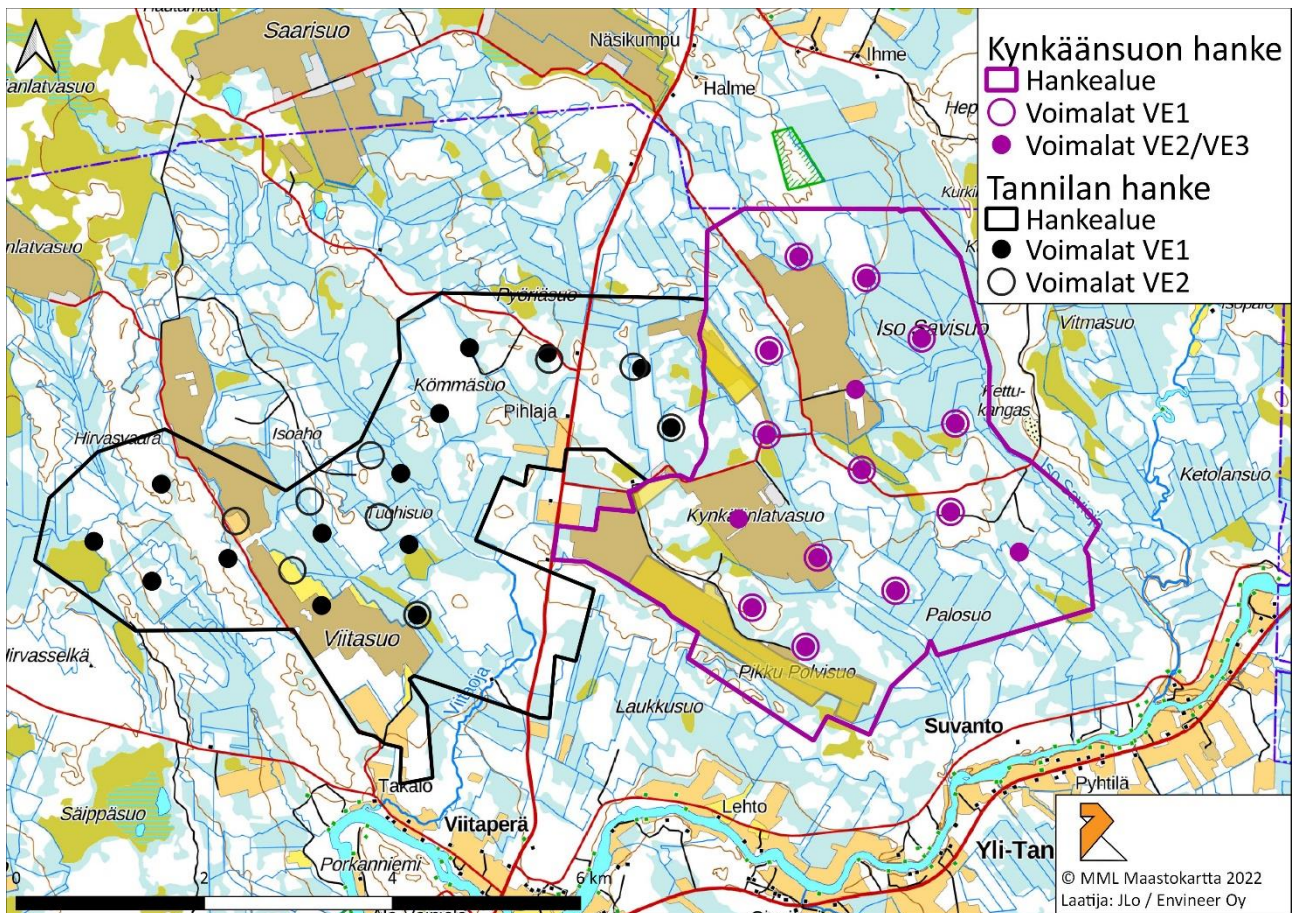 Saarisuo
Näsikumpu
Ihme
Halme
Kynkäänsuon hanke
Hankealue
Voimalat VE1
Voimalat VE2/VE3
Tannilan hanke
Hankealue
Voimalat VE1
Voimalat VE2
Pyöriäsuo
Iso Savisuo
Vitmasuo
Kömmäsuo
Pihlaja
Kettu-
kangas
Hirvasvaara
Isoaho
Ketolansuo
Tuohisuo
Kynkäänlatvasuo
Palosuo
Viitasuo
Pikku Polvisuo
Viitaoja
Laukkusuo
Suvanto
Takalo
Pyhtilä
Säippäsuo
Lehto
Viitaperä
Porkanniemi
Yli-Tan
0 2 4 6 km
© MML Maastokartta 2022
Laatija: JLo / Envineer Oy